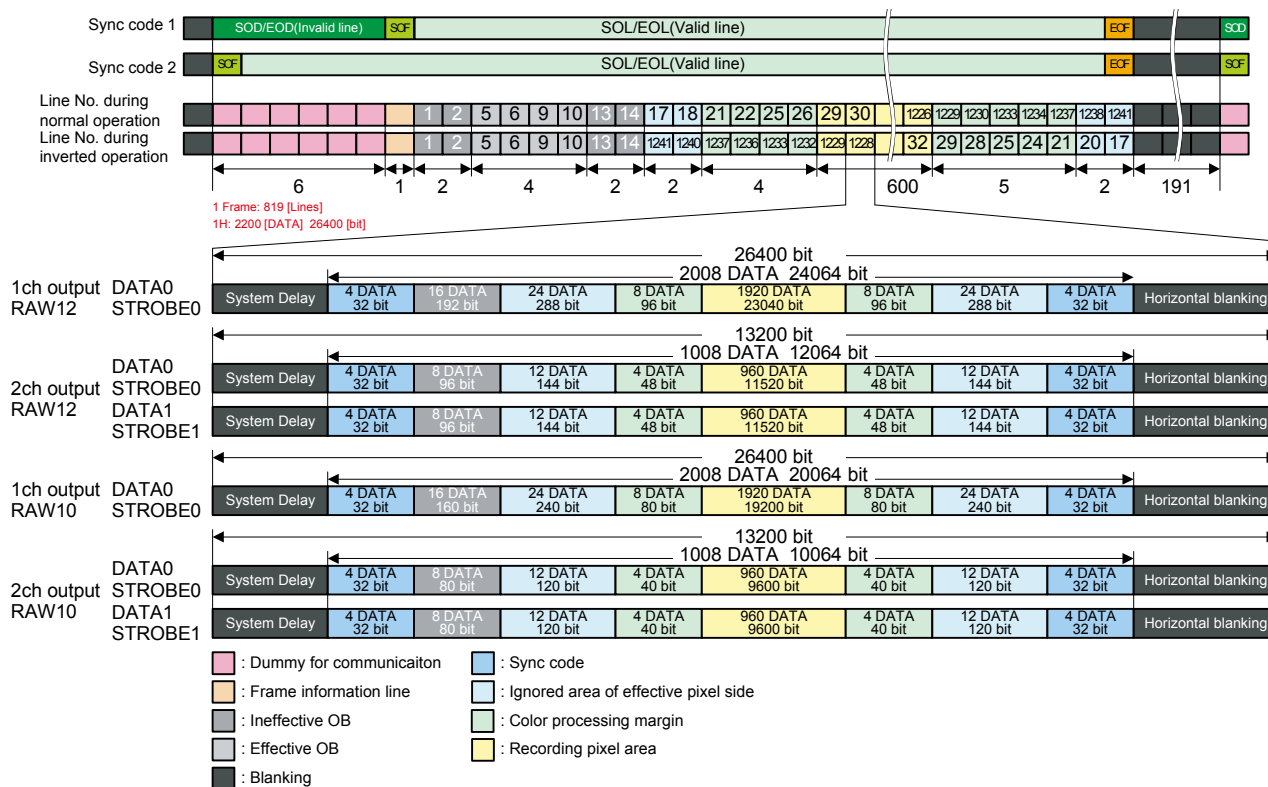 Sync code 1 SOD/EOD(Invalid line) SOF SOL/EOL(Valid line) EOF SOD
Sync code 2 SOF SOL/EOL(Valid line) EOF SOF
Line No. during
normal operation
1 2 5 6 9 10 13 14 17 18 21 22 25 26 29 30 1226 1229 1230 1233 1234 1237 1238 1241
Line No. during
inverted operation
1 2 5 6 9 10 13 14 1241 1240 1237 1236 1233 1232 1229 1228 32 29 28 25 24 21 20 17
6 1 2 4 2 2 4 600 5 2 191
1 Frame: 819 [Lines]
1H: 2200 [DATA] 26400 [bit]
26400 bit
2008 DATA 24064 bit
1ch output DATA0
RAW12 STROBE0
System Delay 4 DATA 16 DATA 24 DATA 8 DATA 1920 DATA 8 DATA 24 DATA 4 DATA Horizontal blanking
32 bit 192 bit 288 bit 96 bit 23040 bit 96 bit 288 bit 32 bit
13200 bit
1008 DATA 12064 bit
2ch output DATA0
RAW12 STROBE0
System Delay 4 DATA 8 DATA 12 DATA 4 DATA 960 DATA 4 DATA 12 DATA 4 DATA Horizontal blanking
32 bit 96 bit 144 bit 48 bit 11520 bit 48 bit 144 bit 32 bit
DATA1
STROBE1
System Delay 4 DATA 8 DATA 12 DATA 4 DATA 960 DATA 4 DATA 12 DATA 4 DATA Horizontal blanking
32 bit 96 bit 144 bit 48 bit 11520 bit 48 bit 144 bit 32 bit
26400 bit
2008 DATA 20064 bit
1ch output DATA0
RAW10 STROBE0
System Delay 4 DATA 16 DATA 24 DATA 8 DATA 1920 DATA 8 DATA 24 DATA 4 DATA Horizontal blanking
32 bit 160 bit 240 bit 80 bit 19200 bit 80 bit 240 bit 32 bit
13200 bit
1008 DATA 10064 bit
2ch output DATA0
RAW10 STROBE0
System Delay 4 DATA 8 DATA 12 DATA 4 DATA 960 DATA 4 DATA 12 DATA 4 DATA Horizontal blanking
32 bit 80 bit 120 bit 40 bit 9600 bit 40 bit 120 bit 32 bit
DATA1
STROBE1
System Delay 4 DATA 8 DATA 12 DATA 4 DATA 960 DATA 4 DATA 12 DATA 4 DATA Horizontal blanking
32 bit 80 bit 120 bit 40 bit 9600 bit 40 bit 120 bit 32 bit
: Dummy for communicaiton
: Frame information line
: Ineffective OB
: Effective OB
: Blanking
: Sync code
: Ignored area of effective pixel side
: Color processing margin
: Recording pixel area